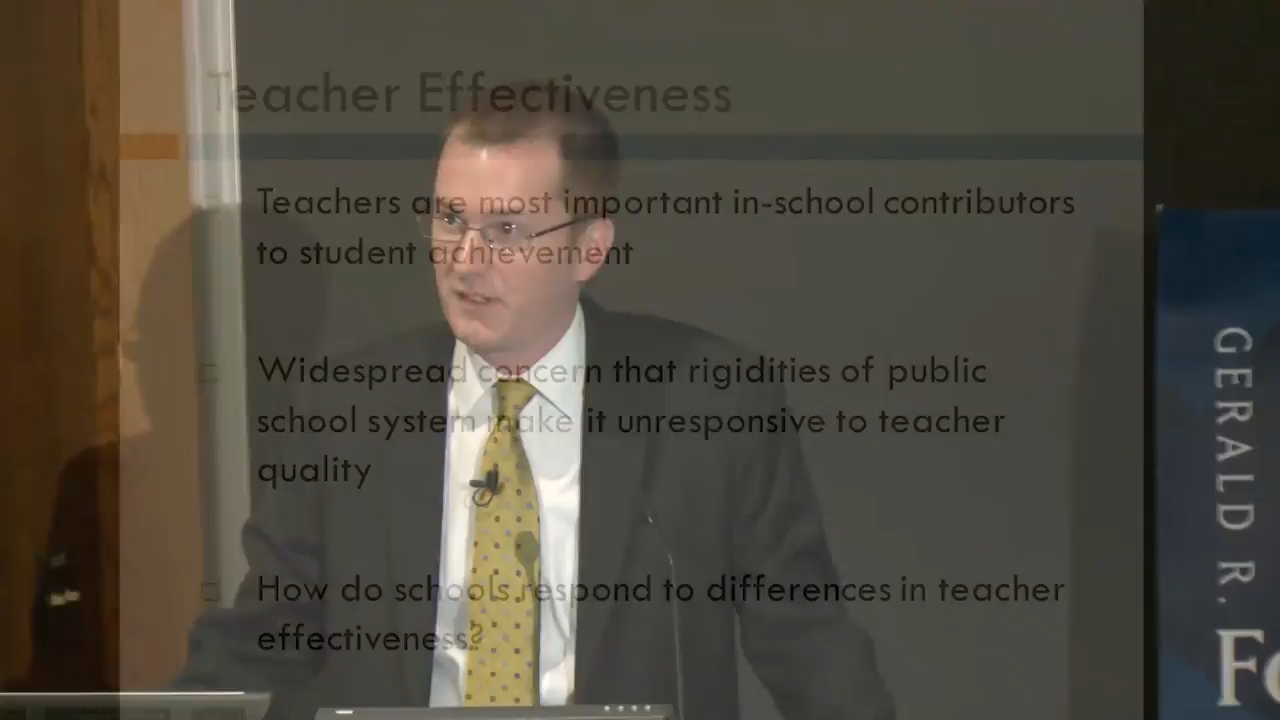 Teacher Effectiveness
Teachers are most important in-school contributors
to student achievement
Widespread concern that rigidities of public
school system make it unresponsive to teacher
quality
How do schools respond to differences in teacher
effectiveness?
GERALD R.